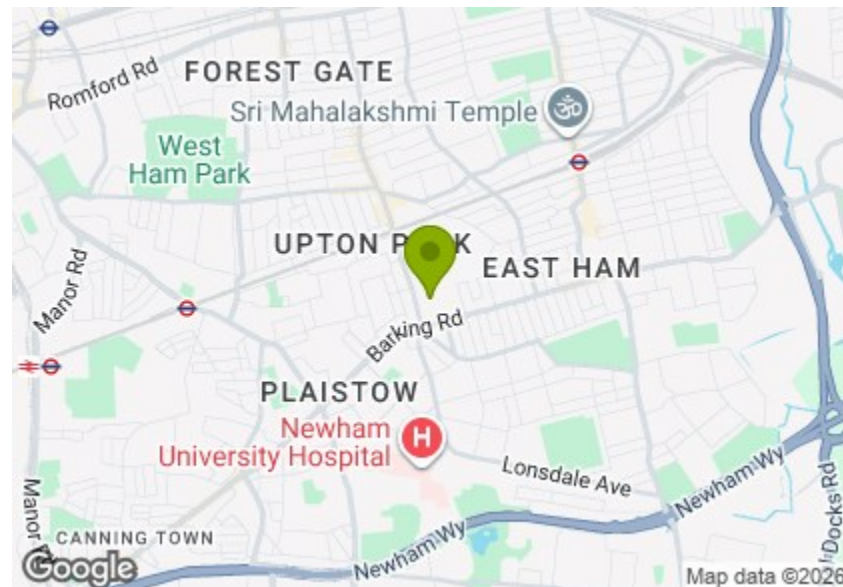 Romford Rd
FOREST GATE
Sri Mahalakshmi Temple
West
Ham Park
Manor Rd
UPTON P RK
EAST HAM
Barking Rd
PLAISTOW
Newham
University Hospital
H
Lonsdale Ave
Newham Wy
Manor
CANNING TOWN
Newham Wy
Docks Rd
Google
Map data ©2026